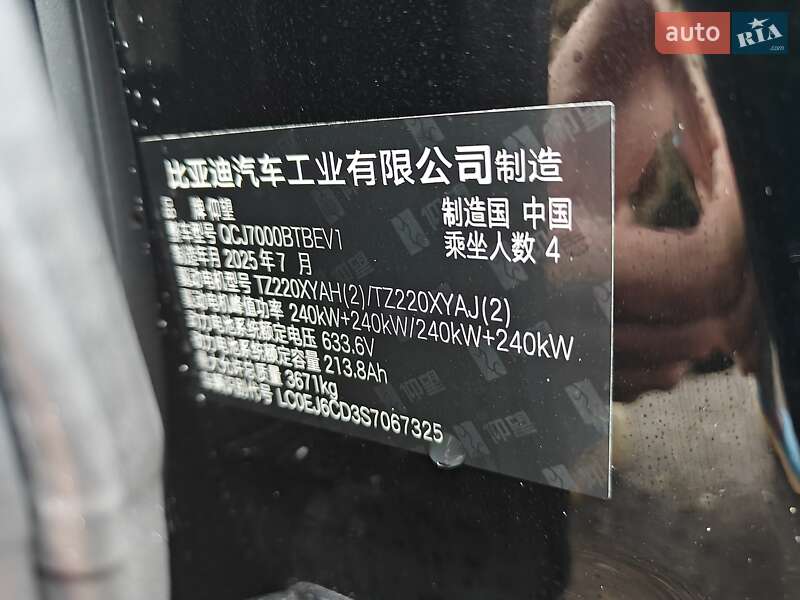 auto RIA.com
比亚迪汽车工业有限公司制造
品 牌 仰望 制造国 中国
整车型号 QCJ7000BTBEV1 乘坐人数 4
制造年月 2025年7月
驱动电机型号 TZ220XYAH(2)/TZ220XYAJ(2)
驱动电机峰值功率 240kW+240kW/240kW+240kW
动力电池系统额定电压 633.6V
动力电池系统额定容量 213.8Ah
最大允许总质量 3671kg
车辆识别代号 LC0EJ6CD3S7067325
仰望